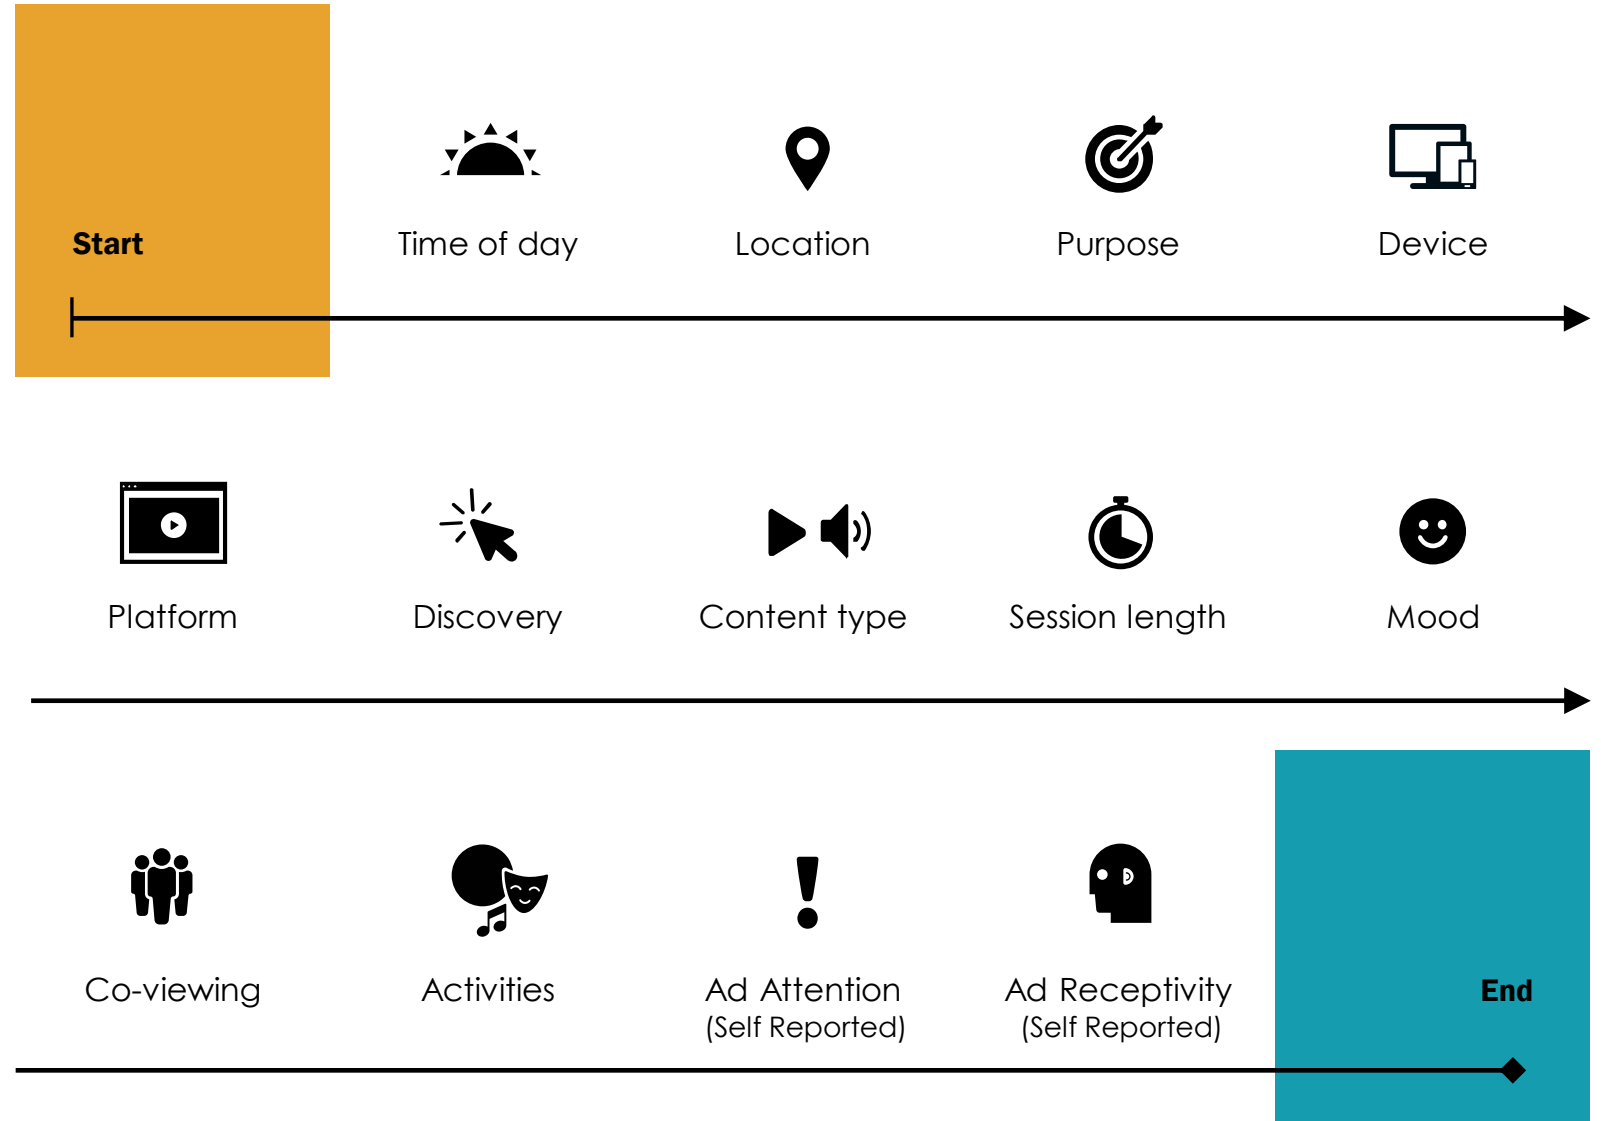 Start
Time of day
Location
Purpose
Device
Platform
Discovery
Content type
Session length
Mood
Co-viewing
Activities
Ad Attention
(Self Reported)
Ad Receptivity
(Self Reported)
End